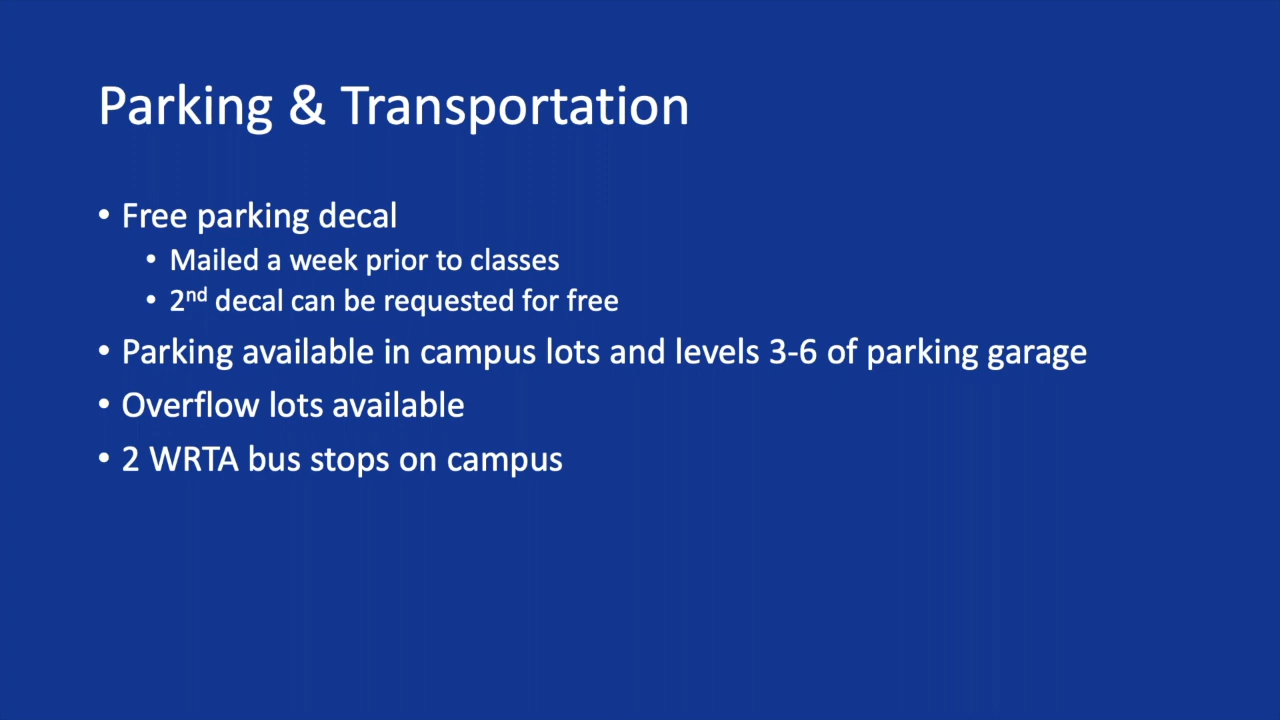 Parking & Transportation
• Free parking decal
• Mailed a week prior to classes
• 2nd decal can be requested for free
• Parking available in campus lots and levels 3-6 of parking garage
• Overflow lots available
• 2 WRTA bus stops on campus